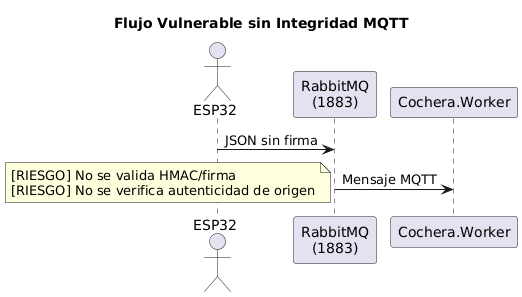 Flujo Vulnerable sin Integridad MQTT
ESP32
RabbitMQ
(1883)
Cochera.Worker
JSON sin firma
[RIESGO] No se valida HMAC/firma
[RIESGO] No se verifica autenticidad de origen
Mensaje MQTT
ESP32
RabbitMQ
(1883)
Cochera.Worker